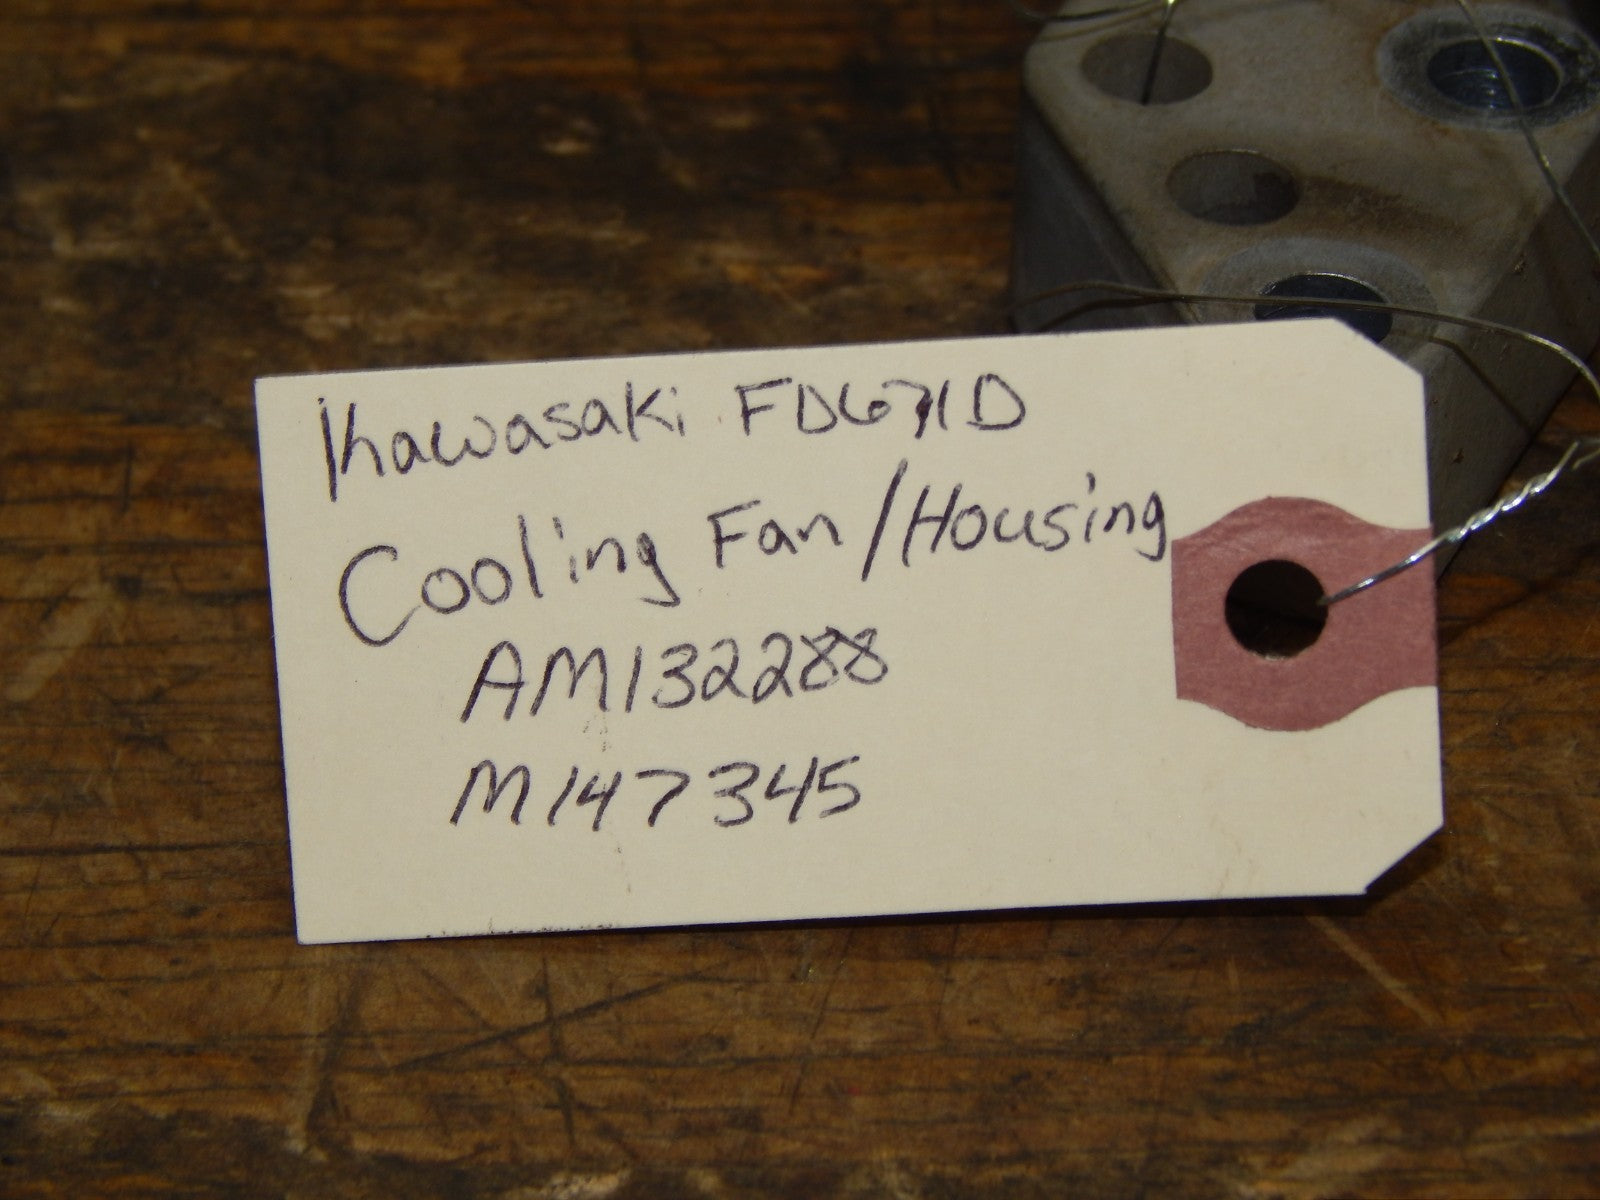 Kawasaki FD671D
Cooling Fan/Housing
AM132288
M147345